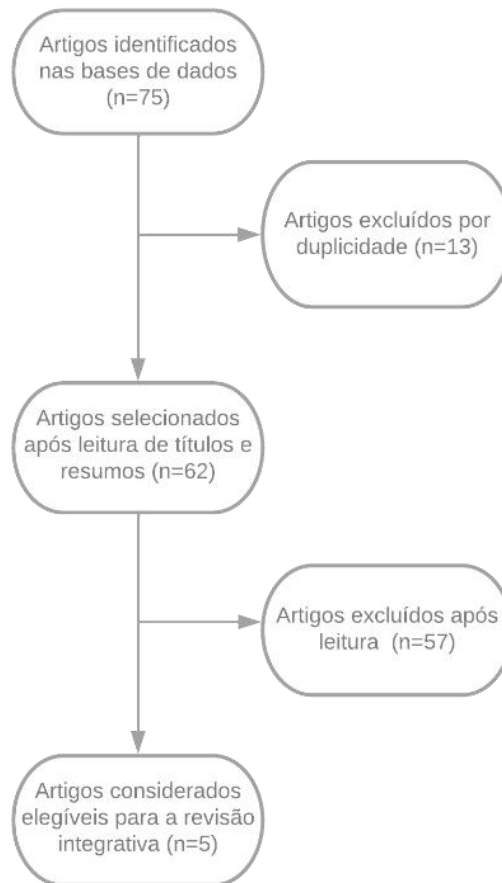 Artigos identificados
nas bases de dados
(n=75)
Artigos excluídos por
duplicidade (n=13)
Artigos selecionados
após leitura de títulos e
resumos (n=62)
Artigos excluídos após
leitura (n=57)
Artigos considerados
elegíveis para a revisão
integrativa (n=5)